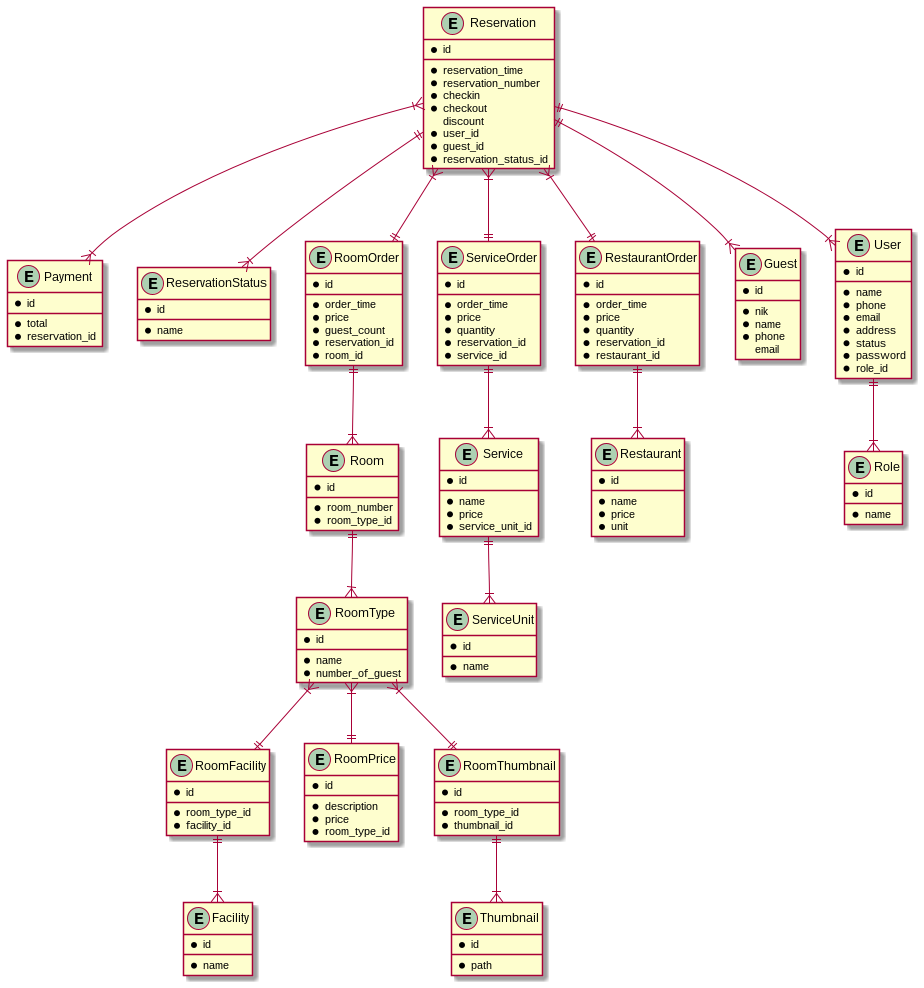 E Reservation
id
reservation_time
reservation_number
checkin
checkout
discount
user_id
guest_id
reservation_status_id
E Payment
id
total
reservation_id
E ReservationStatus
id
name
E RoomOrder
id
order_time
price
guest_count
reservation_id
room_id
E ServiceOrder
id
order_time
price
quantity
reservation_id
service_id
E RestaurantOrder
id
order_time
price
quantity
reservation_id
restaurant_id
E Guest
id
nik
name
phone
email
E User
id
name
phone
email
address
status
password
role_id
E Room
id
room_number
room_type_id
E Service
id
name
price
service_unit_id
E Restaurant
id
name
price
unit
E Role
id
name
E RoomType
id
name
number_of_guest
E ServiceUnit
id
name
E RoomFacility
id
room_type_id
facility_id
E RoomPrice
id
description
price
room_type_id
E RoomThumbnail
id
room_type_id
thumbnail_id
E Facility
id
name
E Thumbnail
id
path